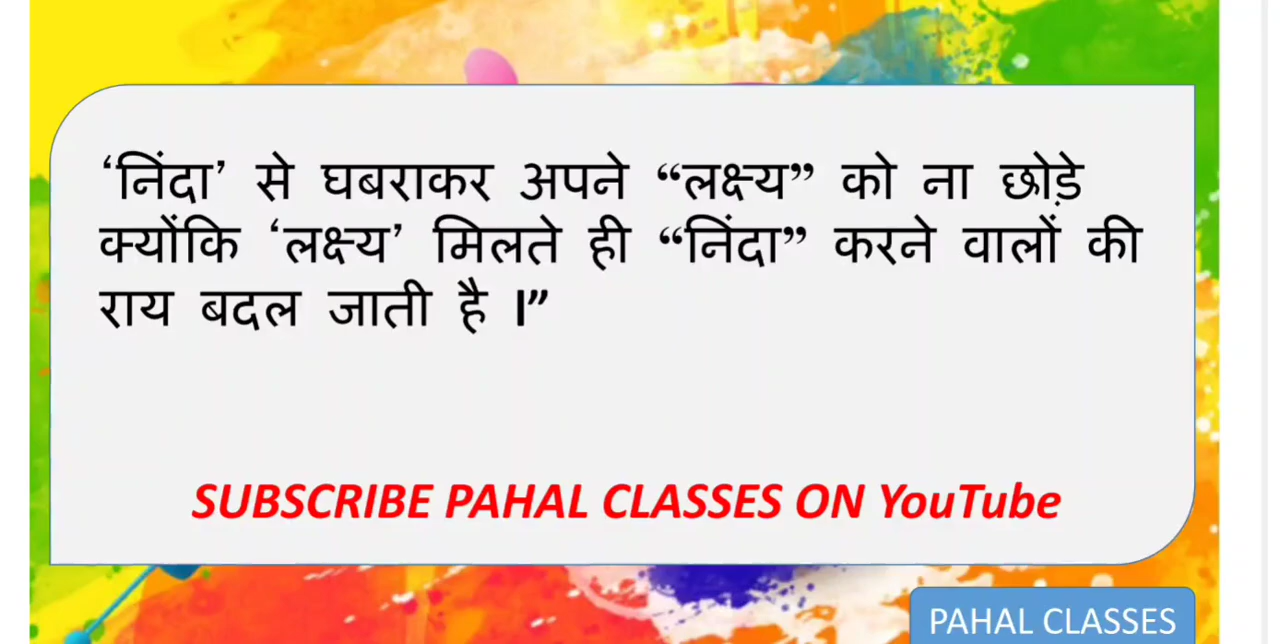 ‘निंदा’ से घबराकर अपने “लक्ष्य” को ना छोड़े
क्योंकि ‘लक्ष्य’ मिलते ही “निंदा” करने वालों की
राय बदल जाती है ।”
SUBSCRIBE PAHAL CLASSES ON YouTube
PAHAL CLASSES